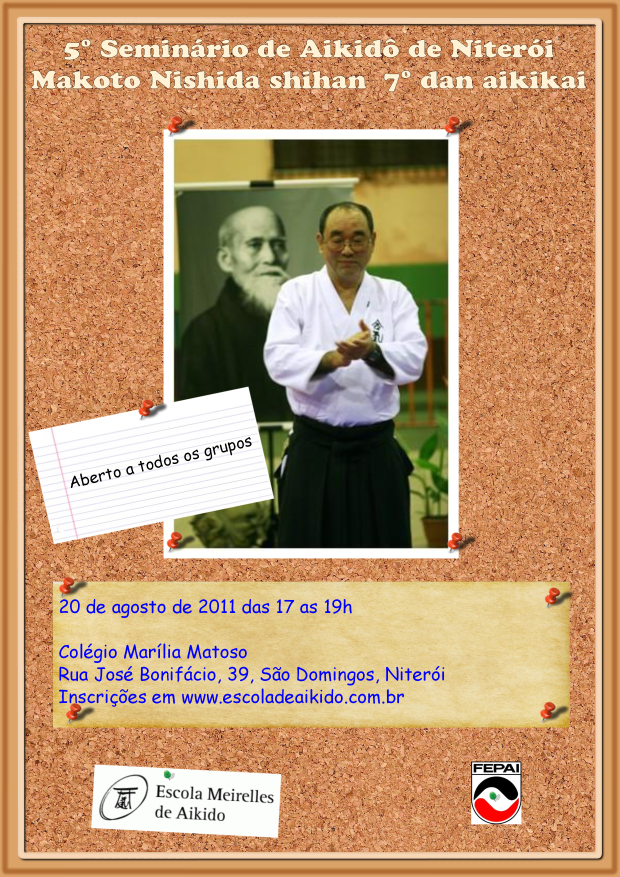 5º Seminário de Aikidô de Niterói
Makoto Nishida shihan 7º dan aikikai
Aberto a todos os grupos
20 de agosto de 2011 das 17 as 19h
Colégio Marília Matoso
Rua José Bonifácio, 39, São Domingos, Niterói
Inscrições em www.escoladeaikido.com.br
Escola Meirelles
de Aikido
FEPAI